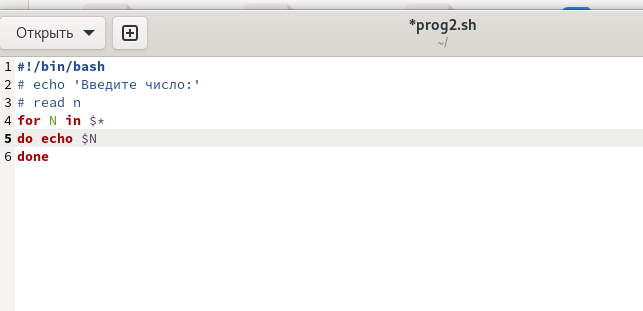 Открыть
*prog2.sh
~/
1 #!/bin/bash
2 # echo 'Введите число:'
3 # read n
4 for N in $*
5 do echo $N
6 done